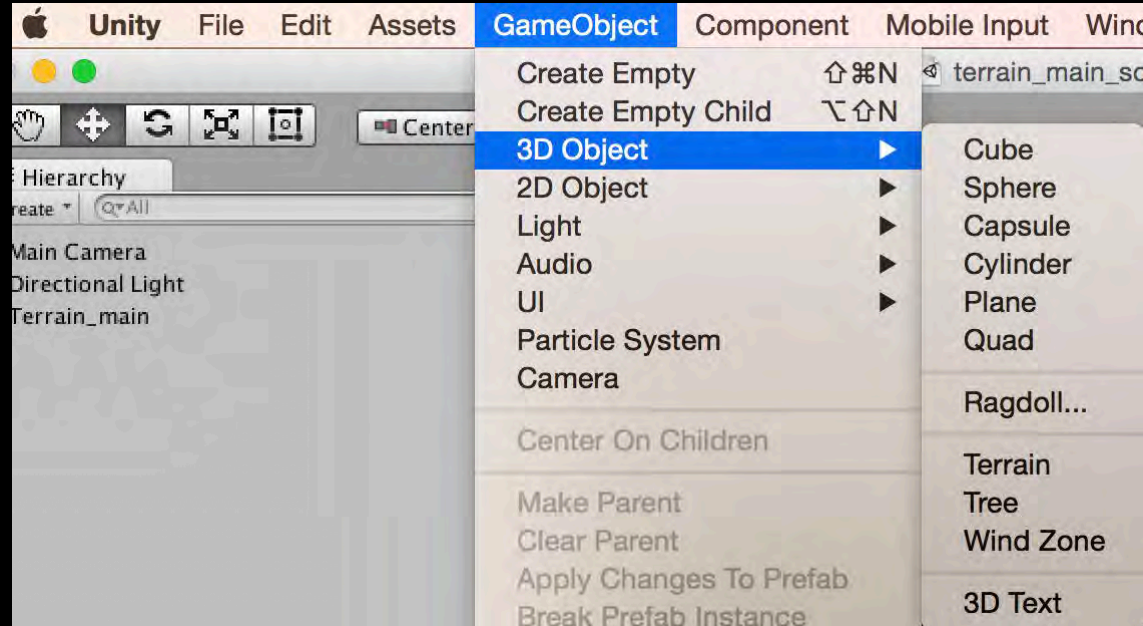 Unity File Edit Assets GameObject Component Mobile Input
terrain_main_sc
Center
Hierarchy
All
Main Camera
Directional Light
Terrain_main
Create Empty ⇧⌘N
Create Empty Child ⌥⇧N
3D Object ▶
2D Object ▶
Light ▶
Audio ▶
UI ▶
Particle System
Camera
Center On Children
Make Parent
Clear Parent
Apply Changes To Prefab
Break Prefab Instance
Cube
Sphere
Capsule
Cylinder
Plane
Quad
Ragdoll...
Terrain
Tree
Wind Zone
3D Text